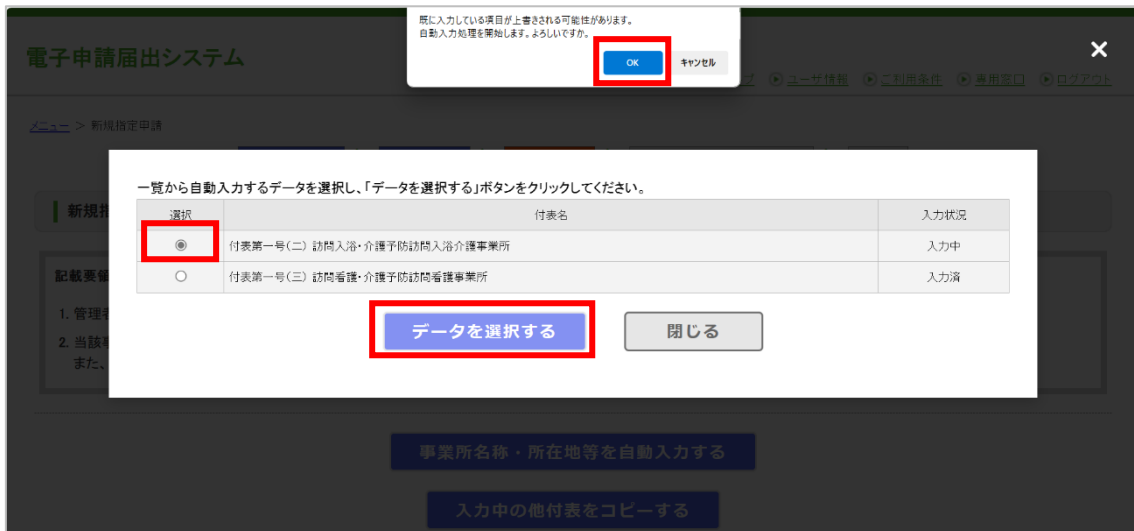 既に入力している項目が上書きされる可能性があります。
自動入力処理を開始します。よろしいですか。
OK キャンセル
電子申請届出システム
プ ユーザ情報 ご利用条件 専用窓口 ログアウト
メニュー > 新規指定申請
一覧から自動入力するデータを選択し、「データを選択する」ボタンをクリックしてください。
新規指
選択 付表名 入力状況
付表第一号(二) 訪問入浴・介護予防訪問入浴介護事業所 入力中
付表第一号(三) 訪問看護・介護予防訪問看護事業所 入力済
記載要領
1. 管理者
2. 当該事
また、
データを選択する 閉じる
事業所名称・所在地等を自動入力する
入力中の他付表をコピーする